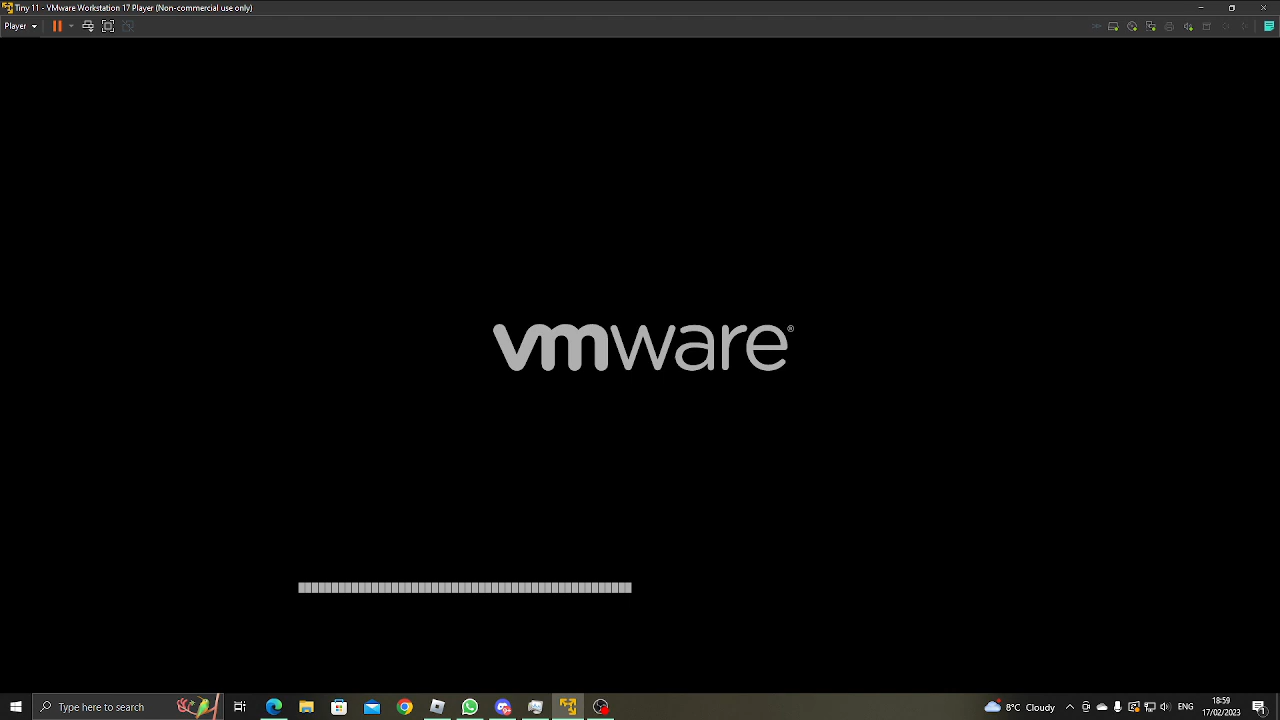 Tiny 11 - VMware Workstation 17 Player (Non-commercial use only)
Player
vmware®
Type here to search
8°C Cloudy
ENG
18:59
17/02/2023